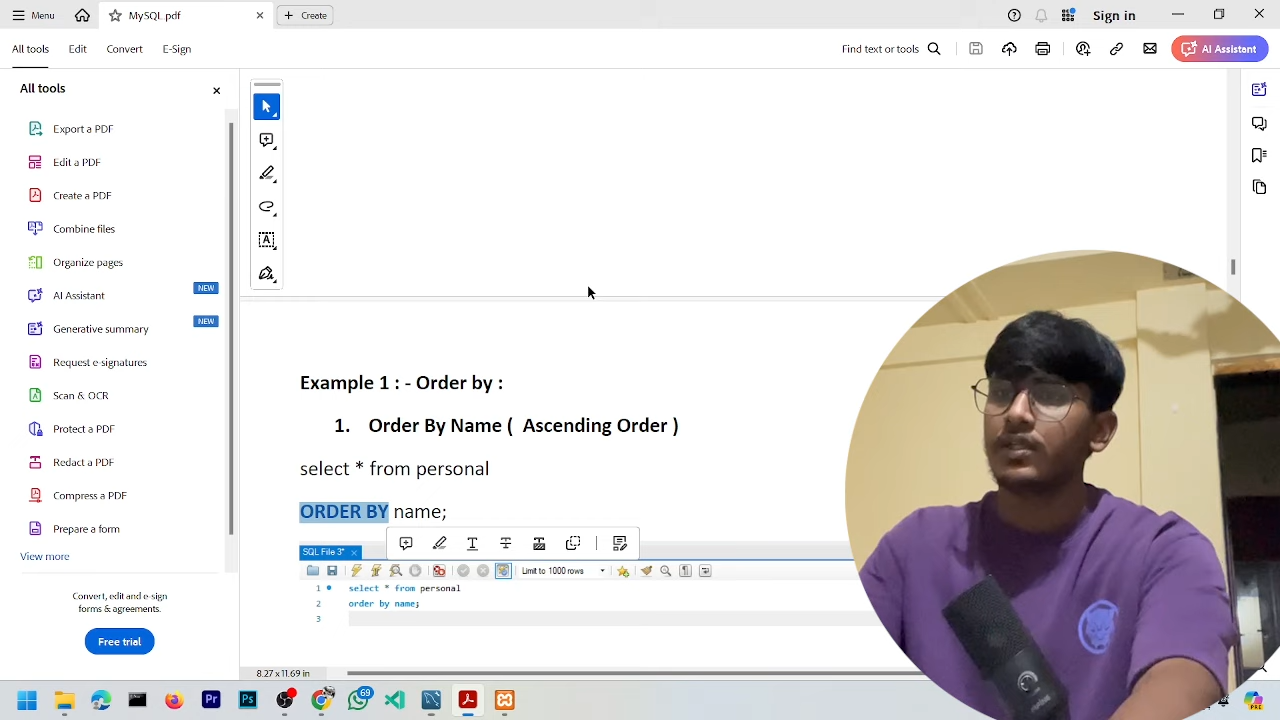 Menu
MySQL.pdf
Create
Sign in
All tools
Edit
Convert
E-Sign
Find text or tools
AI Assistant
All tools
Export a PDF
Edit a PDF
Create a PDF
Combine files
Organize pages
AI Assistant
NEW
Generative summary
NEW
Request e-signatures
Scan & OCR
Protect a PDF
Redact a PDF
Compress a PDF
Prepare a form
View more
Convert, edit and e-sign
forms & agreements.
Free trial
Example 1 : - Order by :
1. Order By Name ( Ascending Order )
select * from personal
ORDER BY name;
SQL File 3*
Limit to 1000 rows
1 select * from personal
2 order by name;
3
8.27 x 11.69 in
Pr
Ps
69